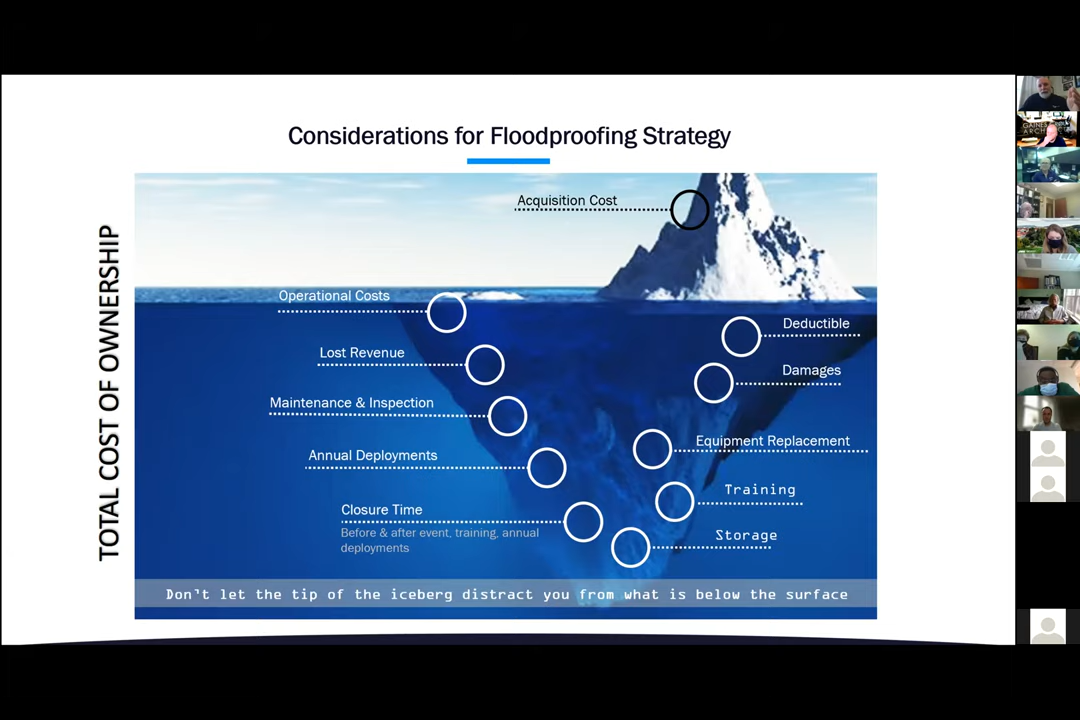 Considerations for Floodproofing Strategy
TOTAL COST OF OWNERSHIP
Acquisition Cost
Operational Costs
Lost Revenue
Maintenance & Inspection
Annual Deployments
Closure Time
Before & after event, training, annual
deployments
Deductible
Damages
Equipment Replacement
Training
Storage
Don't let the tip of the iceberg distract you from what is below the surface